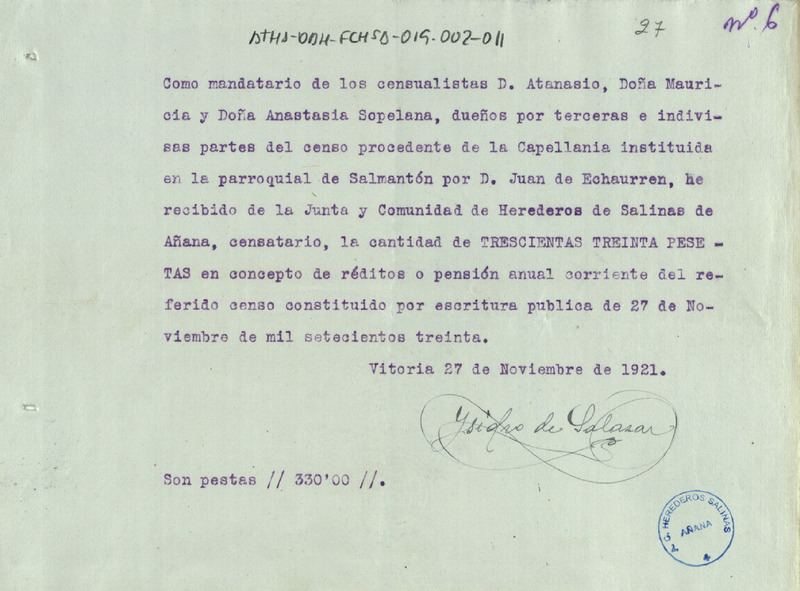 ATHA-DAH-FCHSA-019-002-011
27
Nº 6
Como mandatario de los censualistas D. Atanasio, Doña Mauri-
cia y Doña Anastasia Sopelana, dueños por terceras e indivi-
sas partes del censo procedente de la Capellania instituida
en la parroquial de Salmantón por D. Juan de Echaurren, he
recibido de la Junta y Comunidad de Herederos de Salinas de
Añana, censatario, la cantidad de TRESCIENTAS TREINTA PESE -
TAS en concepto de réditos o pensión anual corriente del re-
ferido censo constituido por escritura publica de 27 de No-
viembre de mil setecientos treinta.
Vitoria 27 de Noviembre de 1921.
Ysidro de Salasar
Son pestas // 330'00 //.
HEREDEROS SALINAS
AÑANA